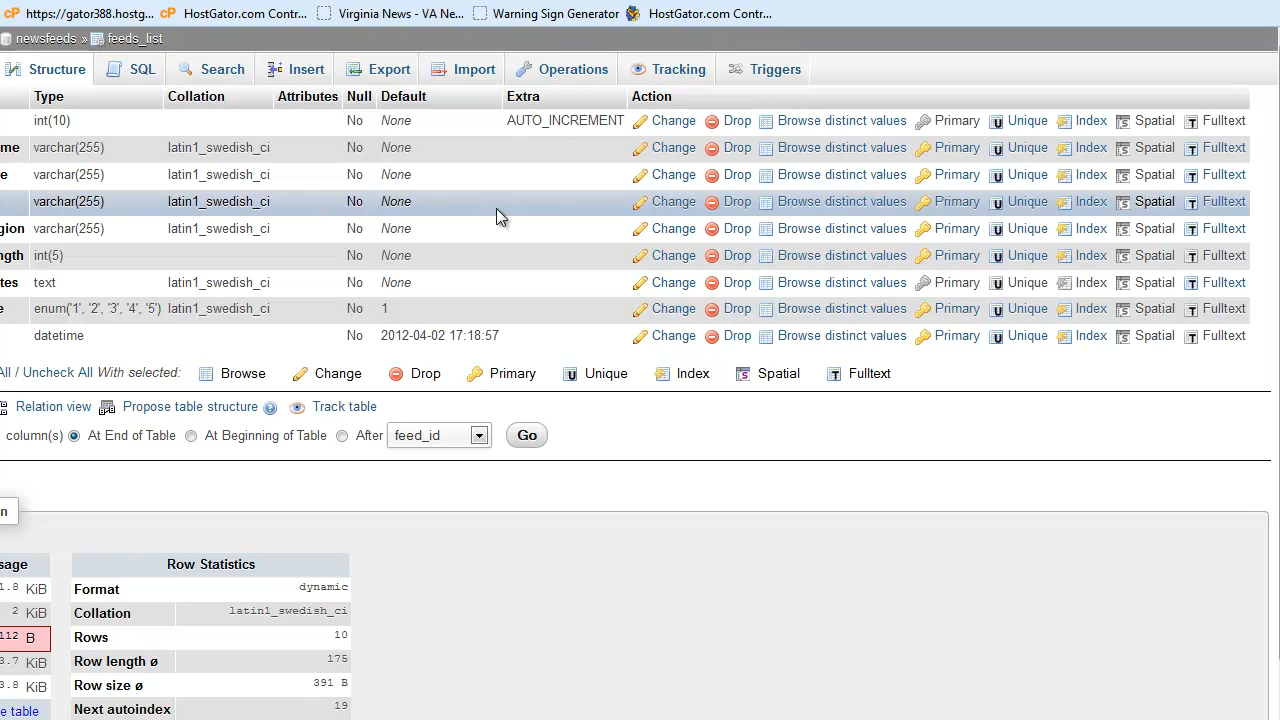 https://gator388.hostg... HostGator.com Contr... Virginia News - VA Ne... Warning Sign Generator HostGator.com Contr...
newsfeeds » feeds_list
Structure SQL Search Insert Export Import Operations Tracking Triggers
Type Collation Attributes Null Default Extra Action
int(10) No None AUTO_INCREMENT Change Drop Browse distinct values Primary Unique Index Spatial Fulltext
me varchar(255) latin1_swedish_ci No None Change Drop Browse distinct values Primary Unique Index Spatial Fulltext
e varchar(255) latin1_swedish_ci No None Change Drop Browse distinct values Primary Unique Index Spatial Fulltext
varchar(255) latin1_swedish_ci No None Change Drop Browse distinct values Primary Unique Index Spatial Fulltext
gion varchar(255) latin1_swedish_ci No None Change Drop Browse distinct values Primary Unique Index Spatial Fulltext
ngth int(5) No None Change Drop Browse distinct values Primary Unique Index Spatial Fulltext
tes text latin1_swedish_ci No None Change Drop Browse distinct values Primary Unique Index Spatial Fulltext
e enum('1', '2', '3', '4', '5') latin1_swedish_ci No 1 Change Drop Browse distinct values Primary Unique Index Spatial Fulltext
datetime No 2012-04-02 17:18:57 Change Drop Browse distinct values Primary Unique Index Spatial Fulltext
All / Uncheck All With selected: Browse Change Drop Primary Unique Index Spatial Fulltext
Relation view Propose table structure Track table
column(s) At End of Table At Beginning of Table After feed_id Go
n
sage Row Statistics
1.8 KiB Format dynamic
2 KiB Collation latin1_swedish_ci
112 B Rows 10
3.7 KiB Row length ø 175
3.8 KiB Row size ø 391 B
e table Next autoindex 19